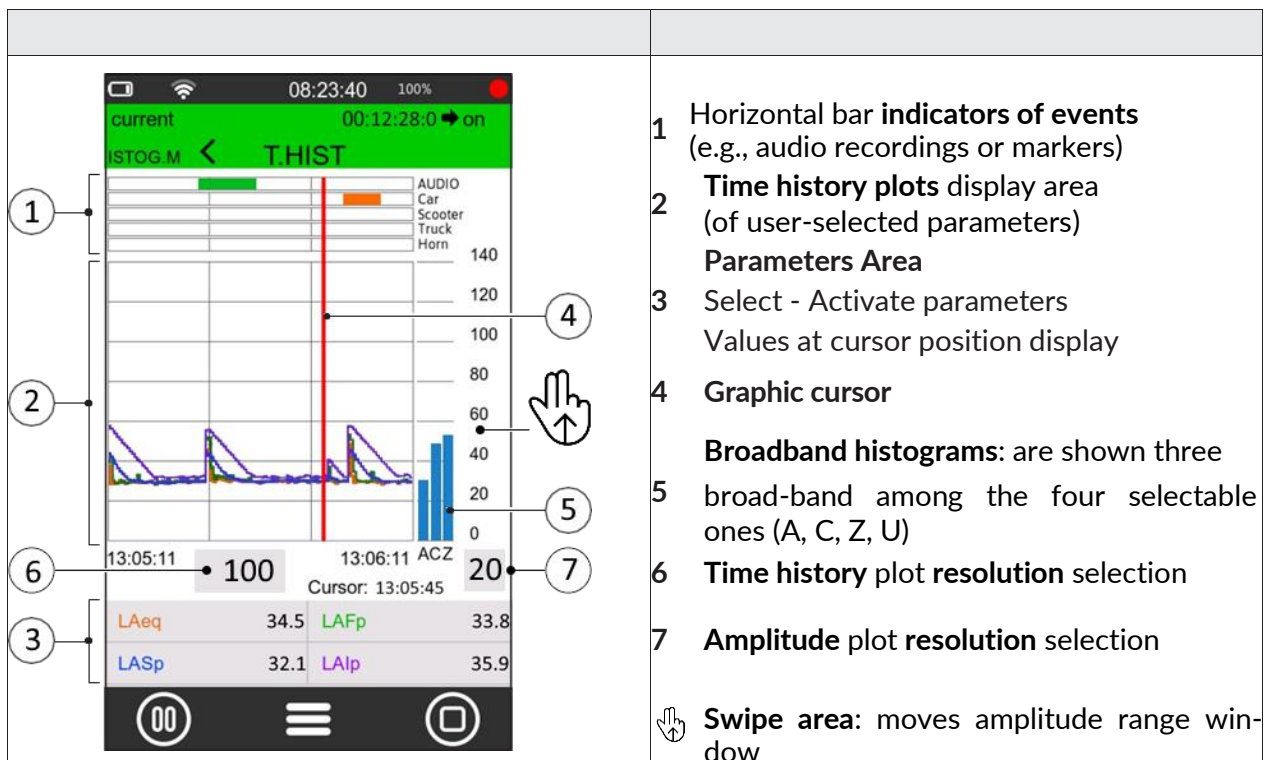 08:23:40 100%
current 00:12:28:0 on
ISTOG.M T.HIST
AUDIO
Car
Scooter
Truck
Horn
140
120
100
80
60
40
20
0
13:05:11 13:06:11 ACZ
100 20
Cursor: 13:05:45
LAeq 34.5 LAFp 33.8
LASp 32.1 LAIp 35.9
1
2
6
3
4
5
7
1 Horizontal bar indicators of events
(e.g., audio recordings or markers)
2 Time history plots display area
(of user-selected parameters)
Parameters Area
3 Select - Activate parameters
Values at cursor position display
4 Graphic cursor
Broadband histograms: are shown three
5 broad-band among the four selectable
ones (A, C, Z, U)
6 Time history plot resolution selection
7 Amplitude plot resolution selection
Swipe area: moves amplitude range win-
dow